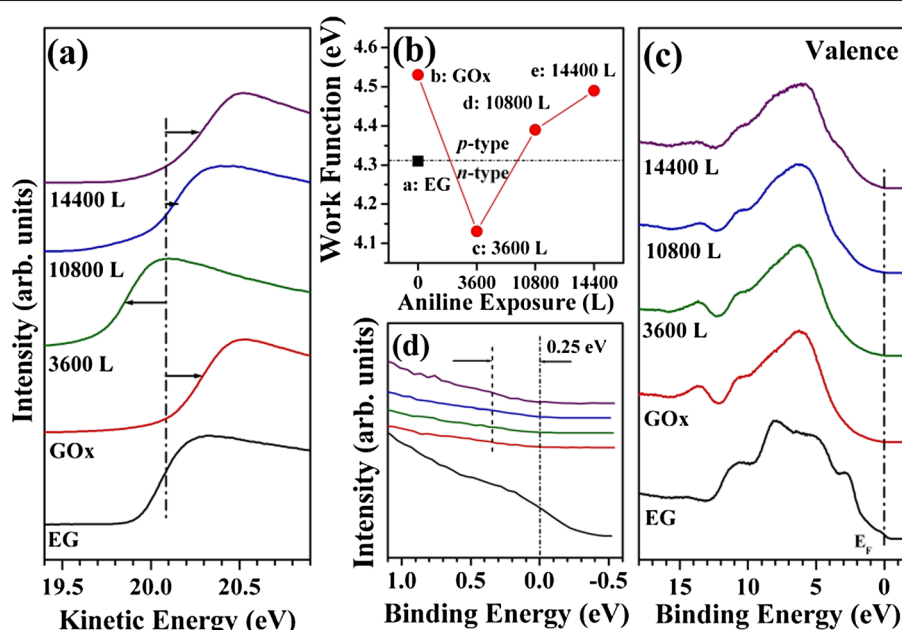 (a)
14400 L
10800 L
3600 L
GOx
EG
Intensity (arb. units)
19.5 20.0 20.5
Kinetic Energy (eV)
(b)
Work Function (eV)
4.6
4.5
4.4
4.3
4.2
4.1
b: GOx
e: 14400 L
d: 10800 L
p-type
n-type
a: EG
c: 3600 L
0 3600 10800 14400
Aniline Exposure (L)
(d)
0.25 eV
Intensity (arb. units)
1.0 0.5 0.0 -0.5
Binding Energy (eV)
(c)
Valence
14400 L
10800 L
3600 L
GOx
EG
EF
15 10 5 0
Binding Energy (eV)